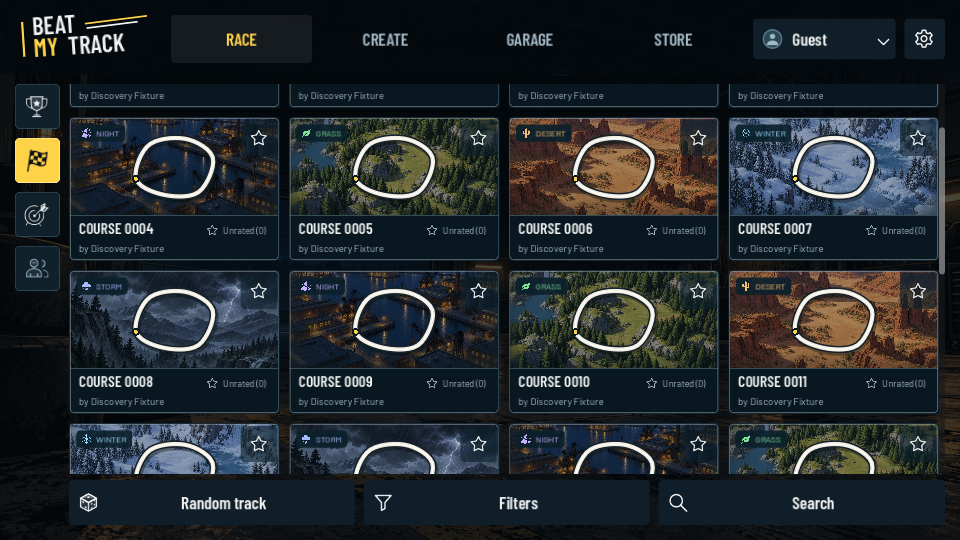 BEAT
MY TRACK
RACE
CREATE
GARAGE
STORE
Guest
by Discovery Fixture
by Discovery Fixture
by Discovery Fixture
by Discovery Fixture
NIGHT
GRASS
DESERT
WINTER
COURSE 0004
Unrated(0)
by Discovery Fixture
COURSE 0005
Unrated(0)
by Discovery Fixture
COURSE 0006
Unrated(0)
by Discovery Fixture
COURSE 0007
Unrated(0)
by Discovery Fixture
STORM
NIGHT
GRASS
DESERT
COURSE 0008
Unrated(0)
by Discovery Fixture
COURSE 0009
Unrated(0)
by Discovery Fixture
COURSE 0010
Unrated(0)
by Discovery Fixture
COURSE 0011
Unrated(0)
by Discovery Fixture
WINTER
STORM
NIGHT
GRASS
Random track
Filters
Search